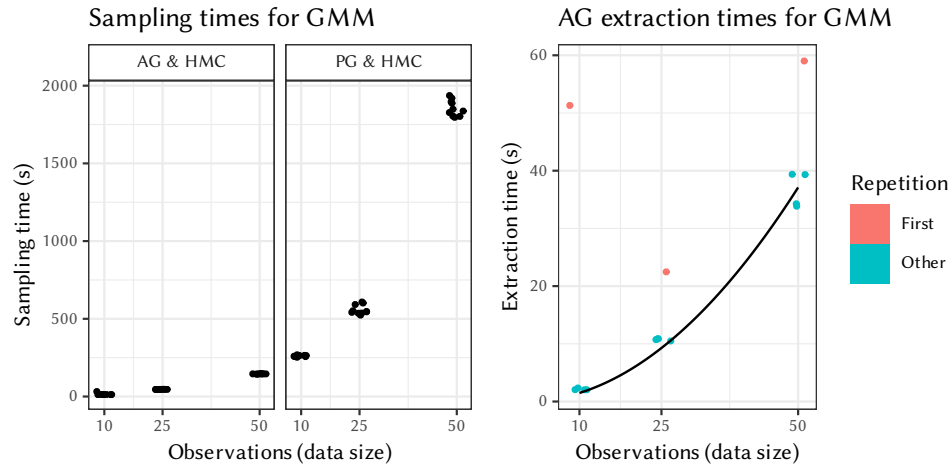 Sampling times for GMM
AG & HMC
PG & HMC
Sampling time (s)
2000
1500
1000
500
0
10
25
50
10
25
50
Observations (data size)
AG extraction times for GMM
Extraction time (s)
60
40
20
0
10
25
50
Observations (data size)
Repetition
First
Other